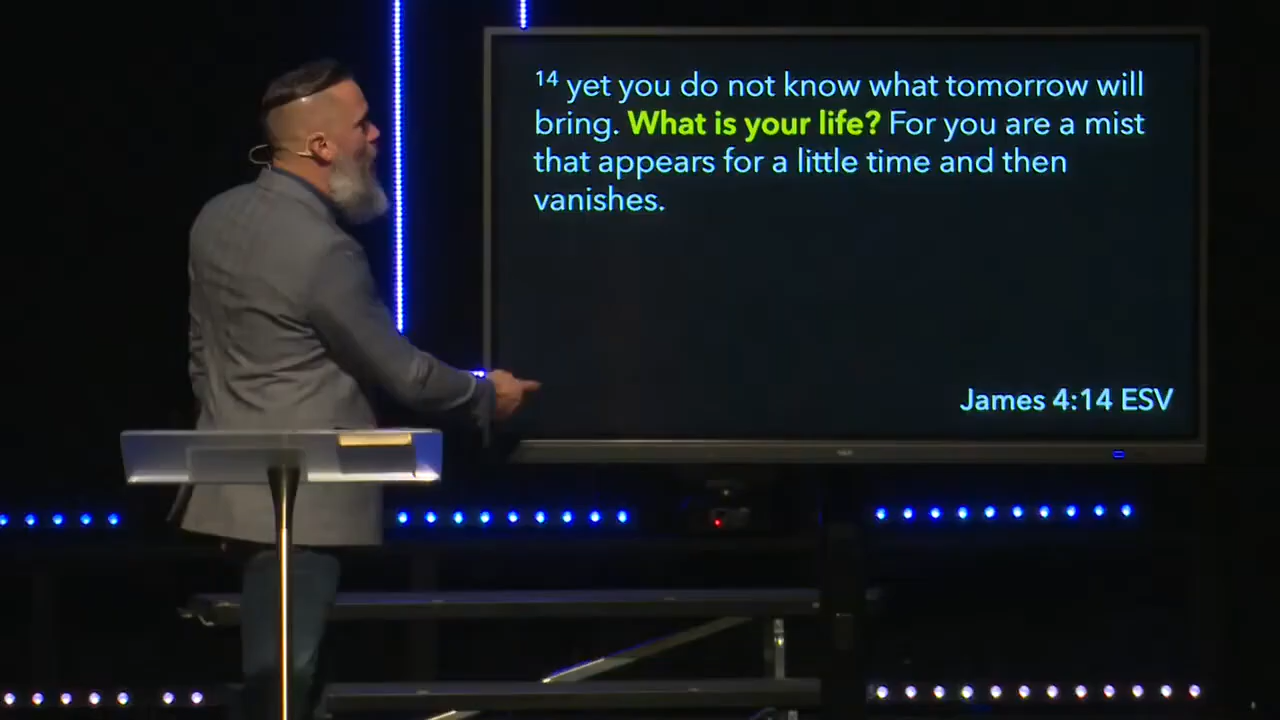 14 yet you do not know what tomorrow will
bring. What is your life? For you are a mist
that appears for a little time and then
vanishes.
James 4:14 ESV